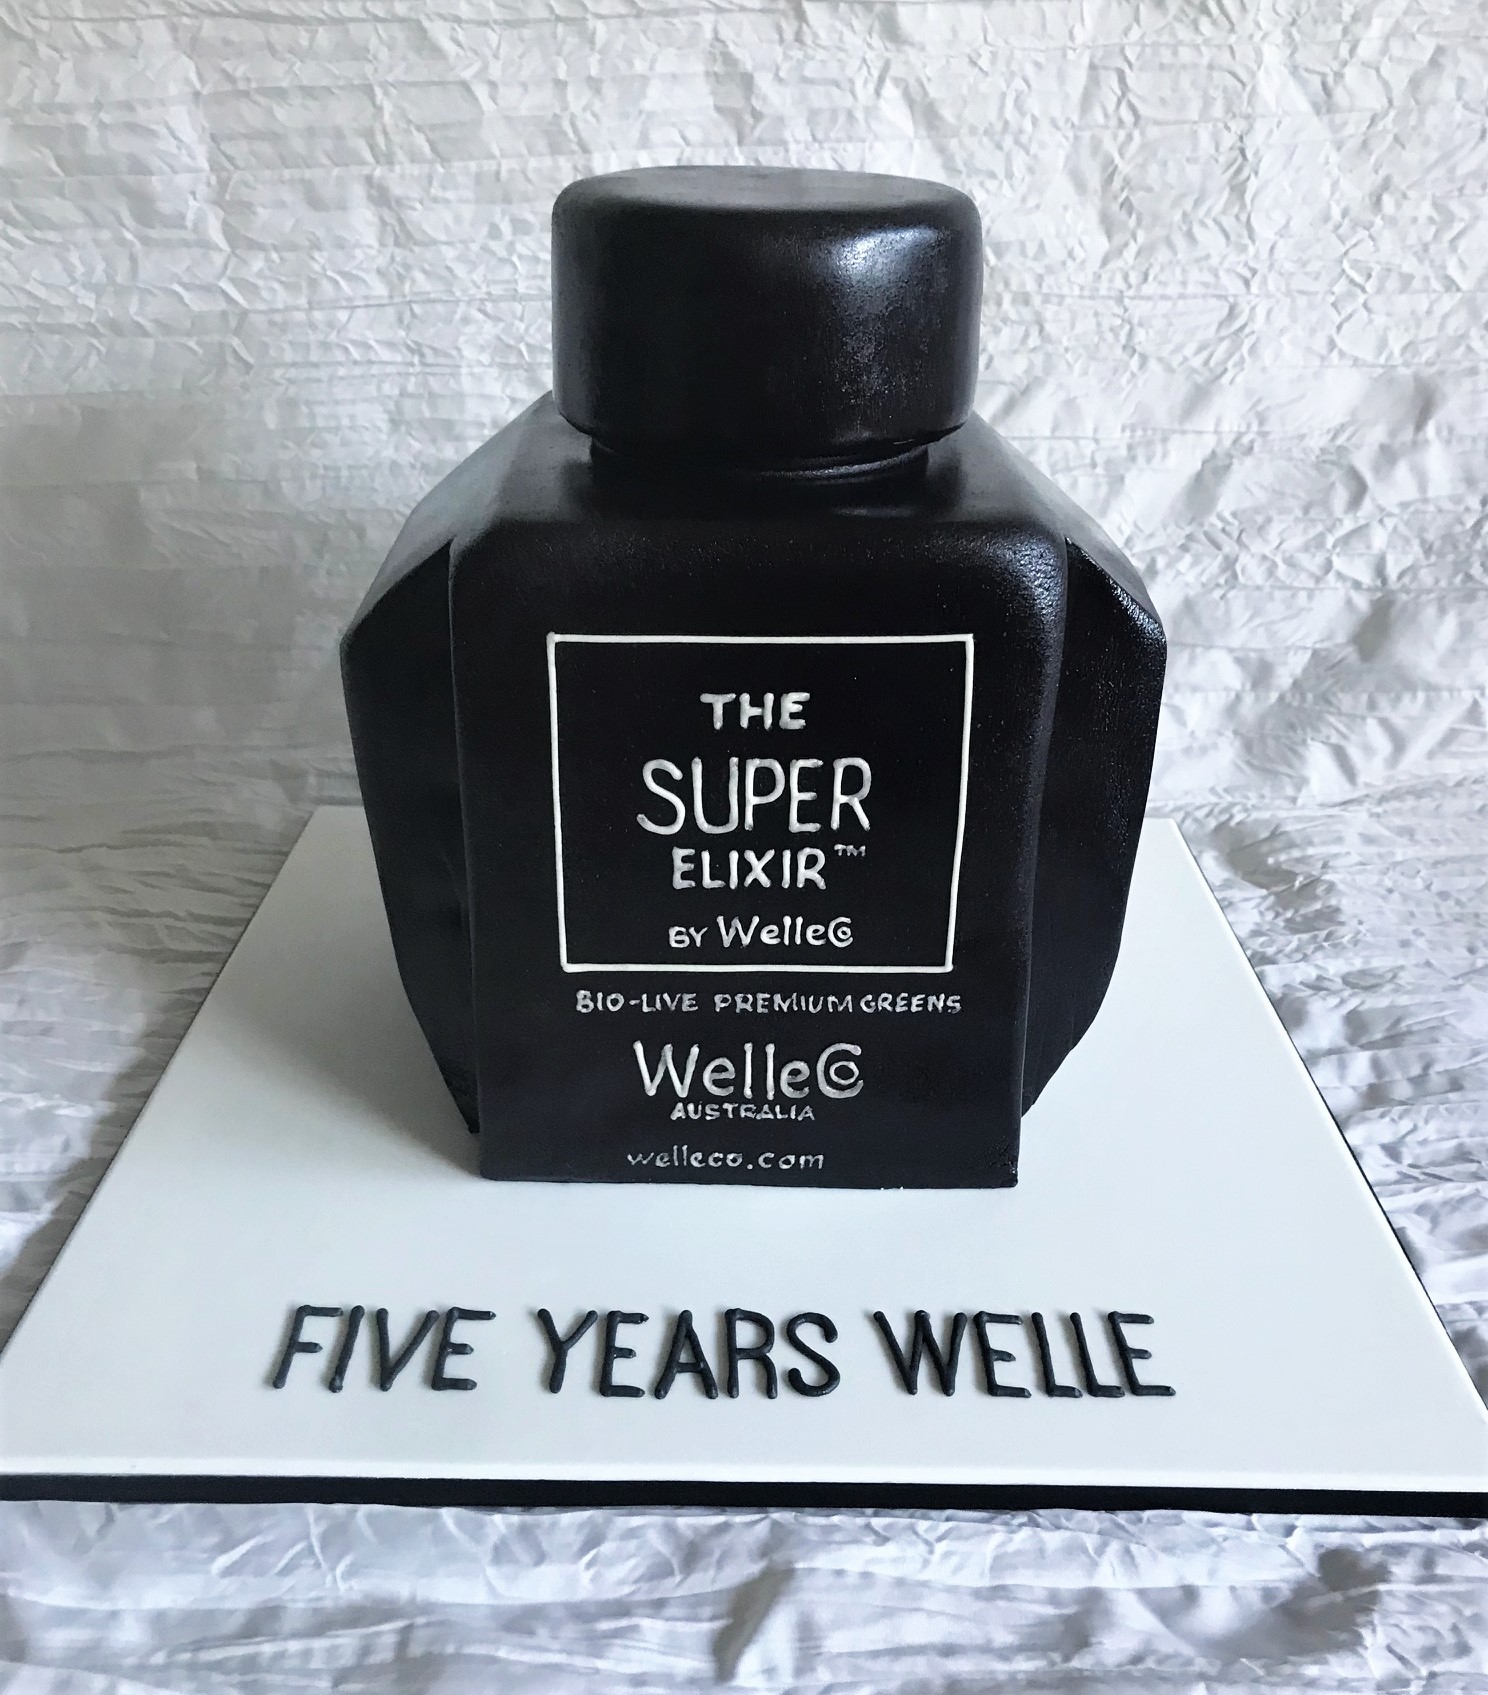 THE
SUPER
ELIXIR™
BY WelleCo
BIO-LIVE PREMIUM GREENS
WelleCo
AUSTRALIA
welleco.com
FIVE YEARS WELLE